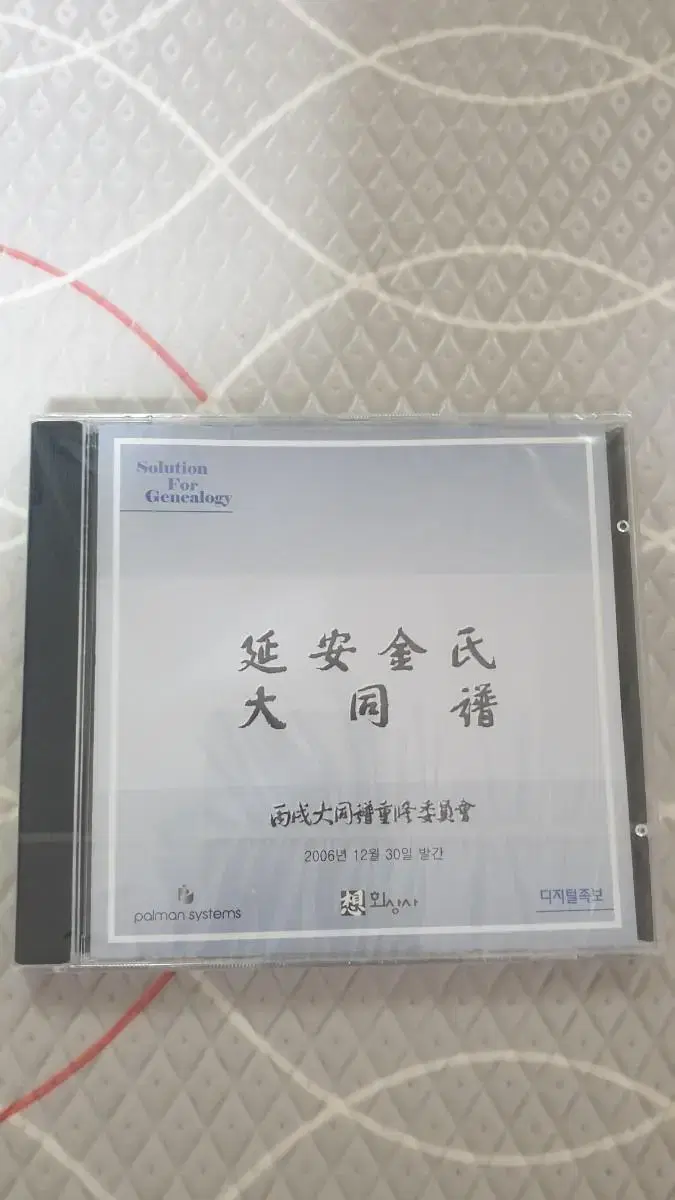 Solution
For
Genealogy
延安金氏
大同譜
丙戌大同譜重修委員會
2006년 12월 30일 발간
palman systems
想 회상사
디지털족보